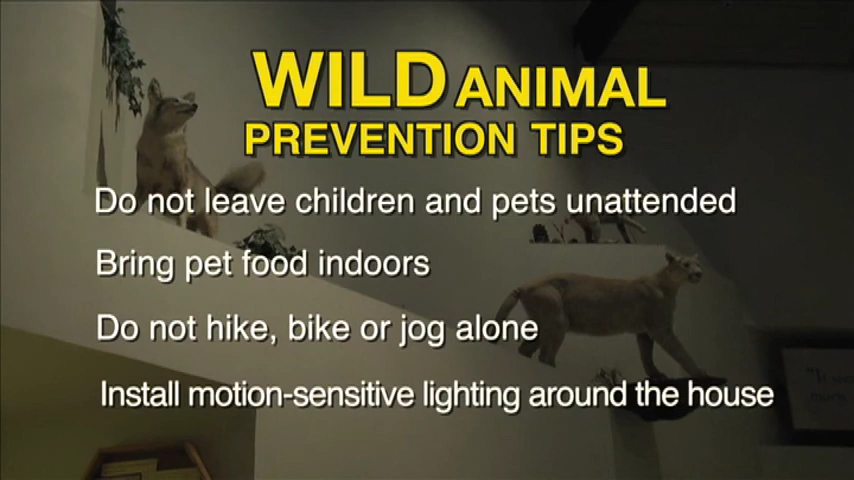 WILD ANIMAL
PREVENTION TIPS
Do not leave children and pets unattended
Bring pet food indoors
Do not hike, bike or jog alone
Install motion-sensitive lighting around the house